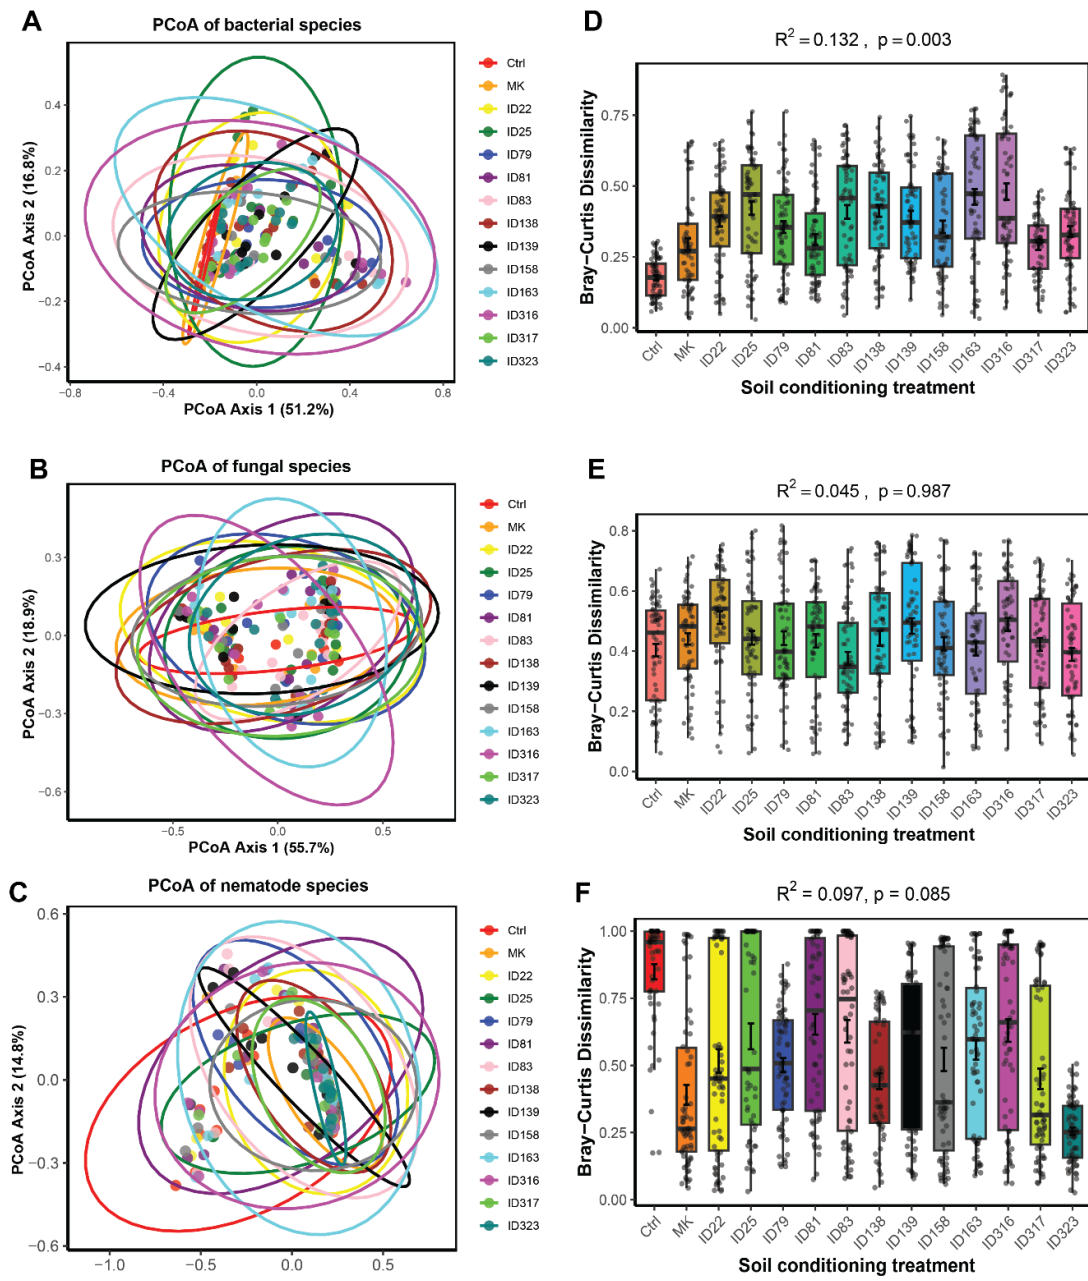 A
PCoA of bacterial species
PCoA Axis 2 (16.8%)
0.4
0.2
0.0
−0.2
−0.4
−0.8
−0.4
0.0
0.4
0.8
PCoA Axis 1 (51.2%)
Ctrl
MK
ID22
ID25
ID79
ID81
ID83
ID138
ID139
ID158
ID163
ID316
ID317
ID323
D
R2 = 0.132 , p = 0.003
Bray−Curtis Dissimilarity
0.75
0.50
0.25
0.00
Ctrl
MK
ID22
ID25
ID79
ID81
ID83
ID138
ID139
ID158
ID163
ID316
ID317
ID323
Soil conditioning treatment
B
PCoA of fungal species
PCoA Axis 2 (18.9%)
0.3
0.0
−0.3
−0.6
−0.5
0.0
0.5
PCoA Axis 1 (55.7%)
Ctrl
MK
ID22
ID25
ID79
ID81
ID83
ID138
ID139
ID158
ID163
ID316
ID317
ID323
E
R2 = 0.045 , p = 0.987
Bray−Curtis Dissimilarity
0.8
0.6
0.4
0.2
0.0
Ctrl
MK
ID22
ID25
ID79
ID81
ID83
ID138
ID139
ID158
ID163
ID316
ID317
ID323
Soil conditioning treatment
C
PCoA of nematode species
PCoA Axis 2 (14.8%)
0.6
0.3
0.0
−0.3
−0.6
−1.0
−0.5
0.0
0.5
Ctrl
MK
ID22
ID25
ID79
ID81
ID83
ID138
ID139
ID158
ID163
ID316
ID317
ID323
F
R2 = 0.097, p = 0.085
Bray−Curtis Dissimilarity
1.00
0.75
0.50
0.25
0.00
Ctrl
MK
ID22
ID25
ID79
ID81
ID83
ID138
ID139
ID158
ID163
ID316
ID317
ID323
Soil conditioning treatment